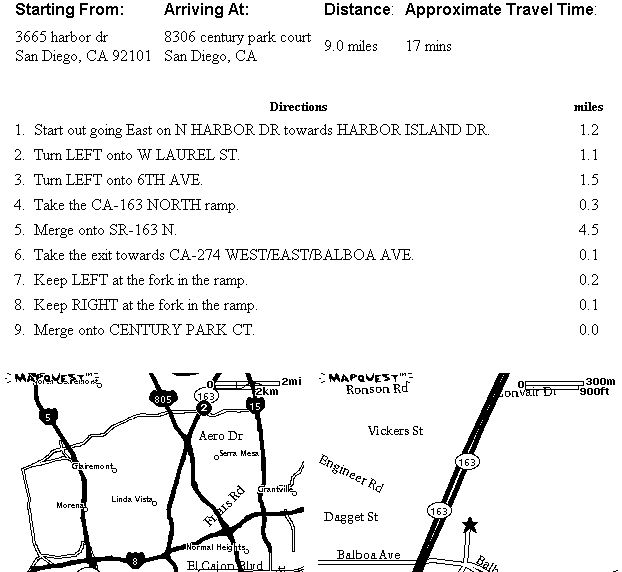 Starting From: Arriving At: Distance: Approximate Travel Time:
3665 harbor dr 8306 century park court
San Diego, CA 92101 San Diego, CA 9.0 miles 17 mins
Directions miles
1. Start out going East on N HARBOR DR towards HARBOR ISLAND DR. 1.2
2. Turn LEFT onto W LAUREL ST. 1.1
3. Turn LEFT onto 6TH AVE. 1.5
4. Take the CA-163 NORTH ramp. 0.3
5. Merge onto SR-163 N. 4.5
6. Take the exit towards CA-274 WEST/EAST/BALBOA AVE. 0.1
7. Keep LEFT at the fork in the ramp. 0.2
8. Keep RIGHT at the fork in the ramp. 0.1
9. Merge onto CENTURY PARK CT. 0.0
MAPQUEST
0 2mi
2km
805
163
2
15
5
Aero Dr
Serra Mesa
Clairemont
Grantville
Linda Vista
Morena
Friars Rd
Normal Heights
8
El Cajon Blvd
MAPQUEST
0 300m
900ft
Ronson Rd
Convair Dr
Vickers St
163
Engineer Rd
163
Dagget St
Balboa Ave
Balb